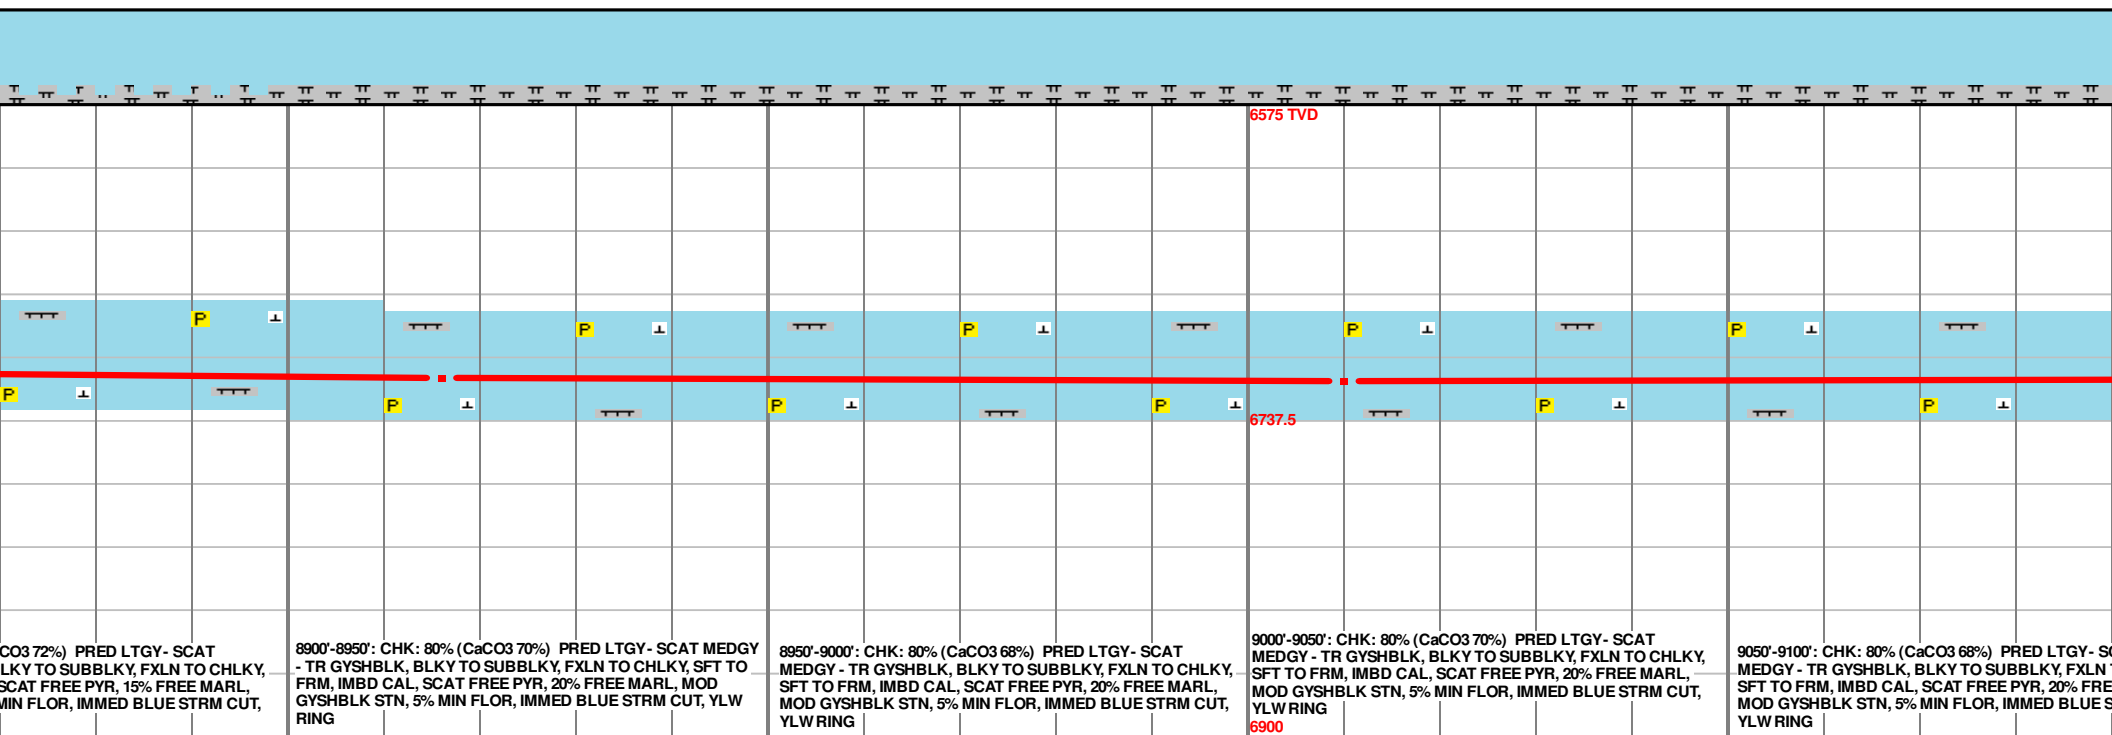 6575 TVD
P
P P P P
P P P P P P
6737.5
CO3 72%) PRED LTGY- SCAT
LKY TO SUBBLKY, FXLN TO CHLKY,
SCAT FREE PYR, 15% FREE MARL,
MIN FLOR, IMMED BLUE STRM CUT,
8900'-8950': CHK: 80% (CaCO3 70%) PRED LTGY- SCAT MEDGY
- TR GYSHBLK, BLKY TO SUBBLKY, FXLN TO CHLKY, SFT TO
FRM, IMBD CAL, SCAT FREE PYR, 20% FREE MARL, MOD
GYSHBLK STN, 5% MIN FLOR, IMMED BLUE STRM CUT, YLW
RING
8950'-9000': CHK: 80% (CaCO3 68%) PRED LTGY- SCAT
MEDGY - TR GYSHBLK, BLKY TO SUBBLKY, FXLN TO CHLKY,
SFT TO FRM, IMBD CAL, SCAT FREE PYR, 20% FREE MARL,
MOD GYSHBLK STN, 5% MIN FLOR, IMMED BLUE STRM CUT,
YLW RING
9000'-9050': CHK: 80% (CaCO3 70%) PRED LTGY- SCAT
MEDGY - TR GYSHBLK, BLKY TO SUBBLKY, FXLN TO CHLKY,
SFT TO FRM, IMBD CAL, SCAT FREE PYR, 20% FREE MARL,
MOD GYSHBLK STN, 5% MIN FLOR, IMMED BLUE STRM CUT,
YLW RING
6900
9050'-9100': CHK: 80% (CaCO3 68%) PRED LTGY- SC
MEDGY - TR GYSHBLK, BLKY TO SUBBLKY, FXLN T
SFT TO FRM, IMBD CAL, SCAT FREE PYR, 20% FRE
MOD GYSHBLK STN, 5% MIN FLOR, IMMED BLUE S
YLW RING